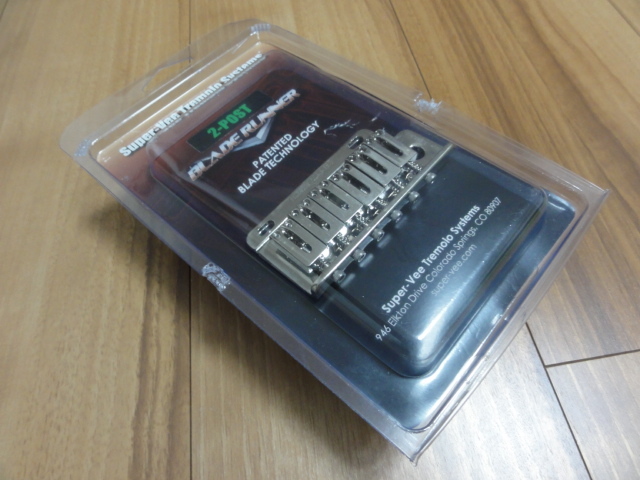 Super-Vee Tremolo Systems
2-POST
BLADE RUNNER
PATENTED
BLADE TECHNOLOGY
Super-Vee Tremolo Systems
946 Elkton Drive Colorado Springs, CO 80907
super-vee.com